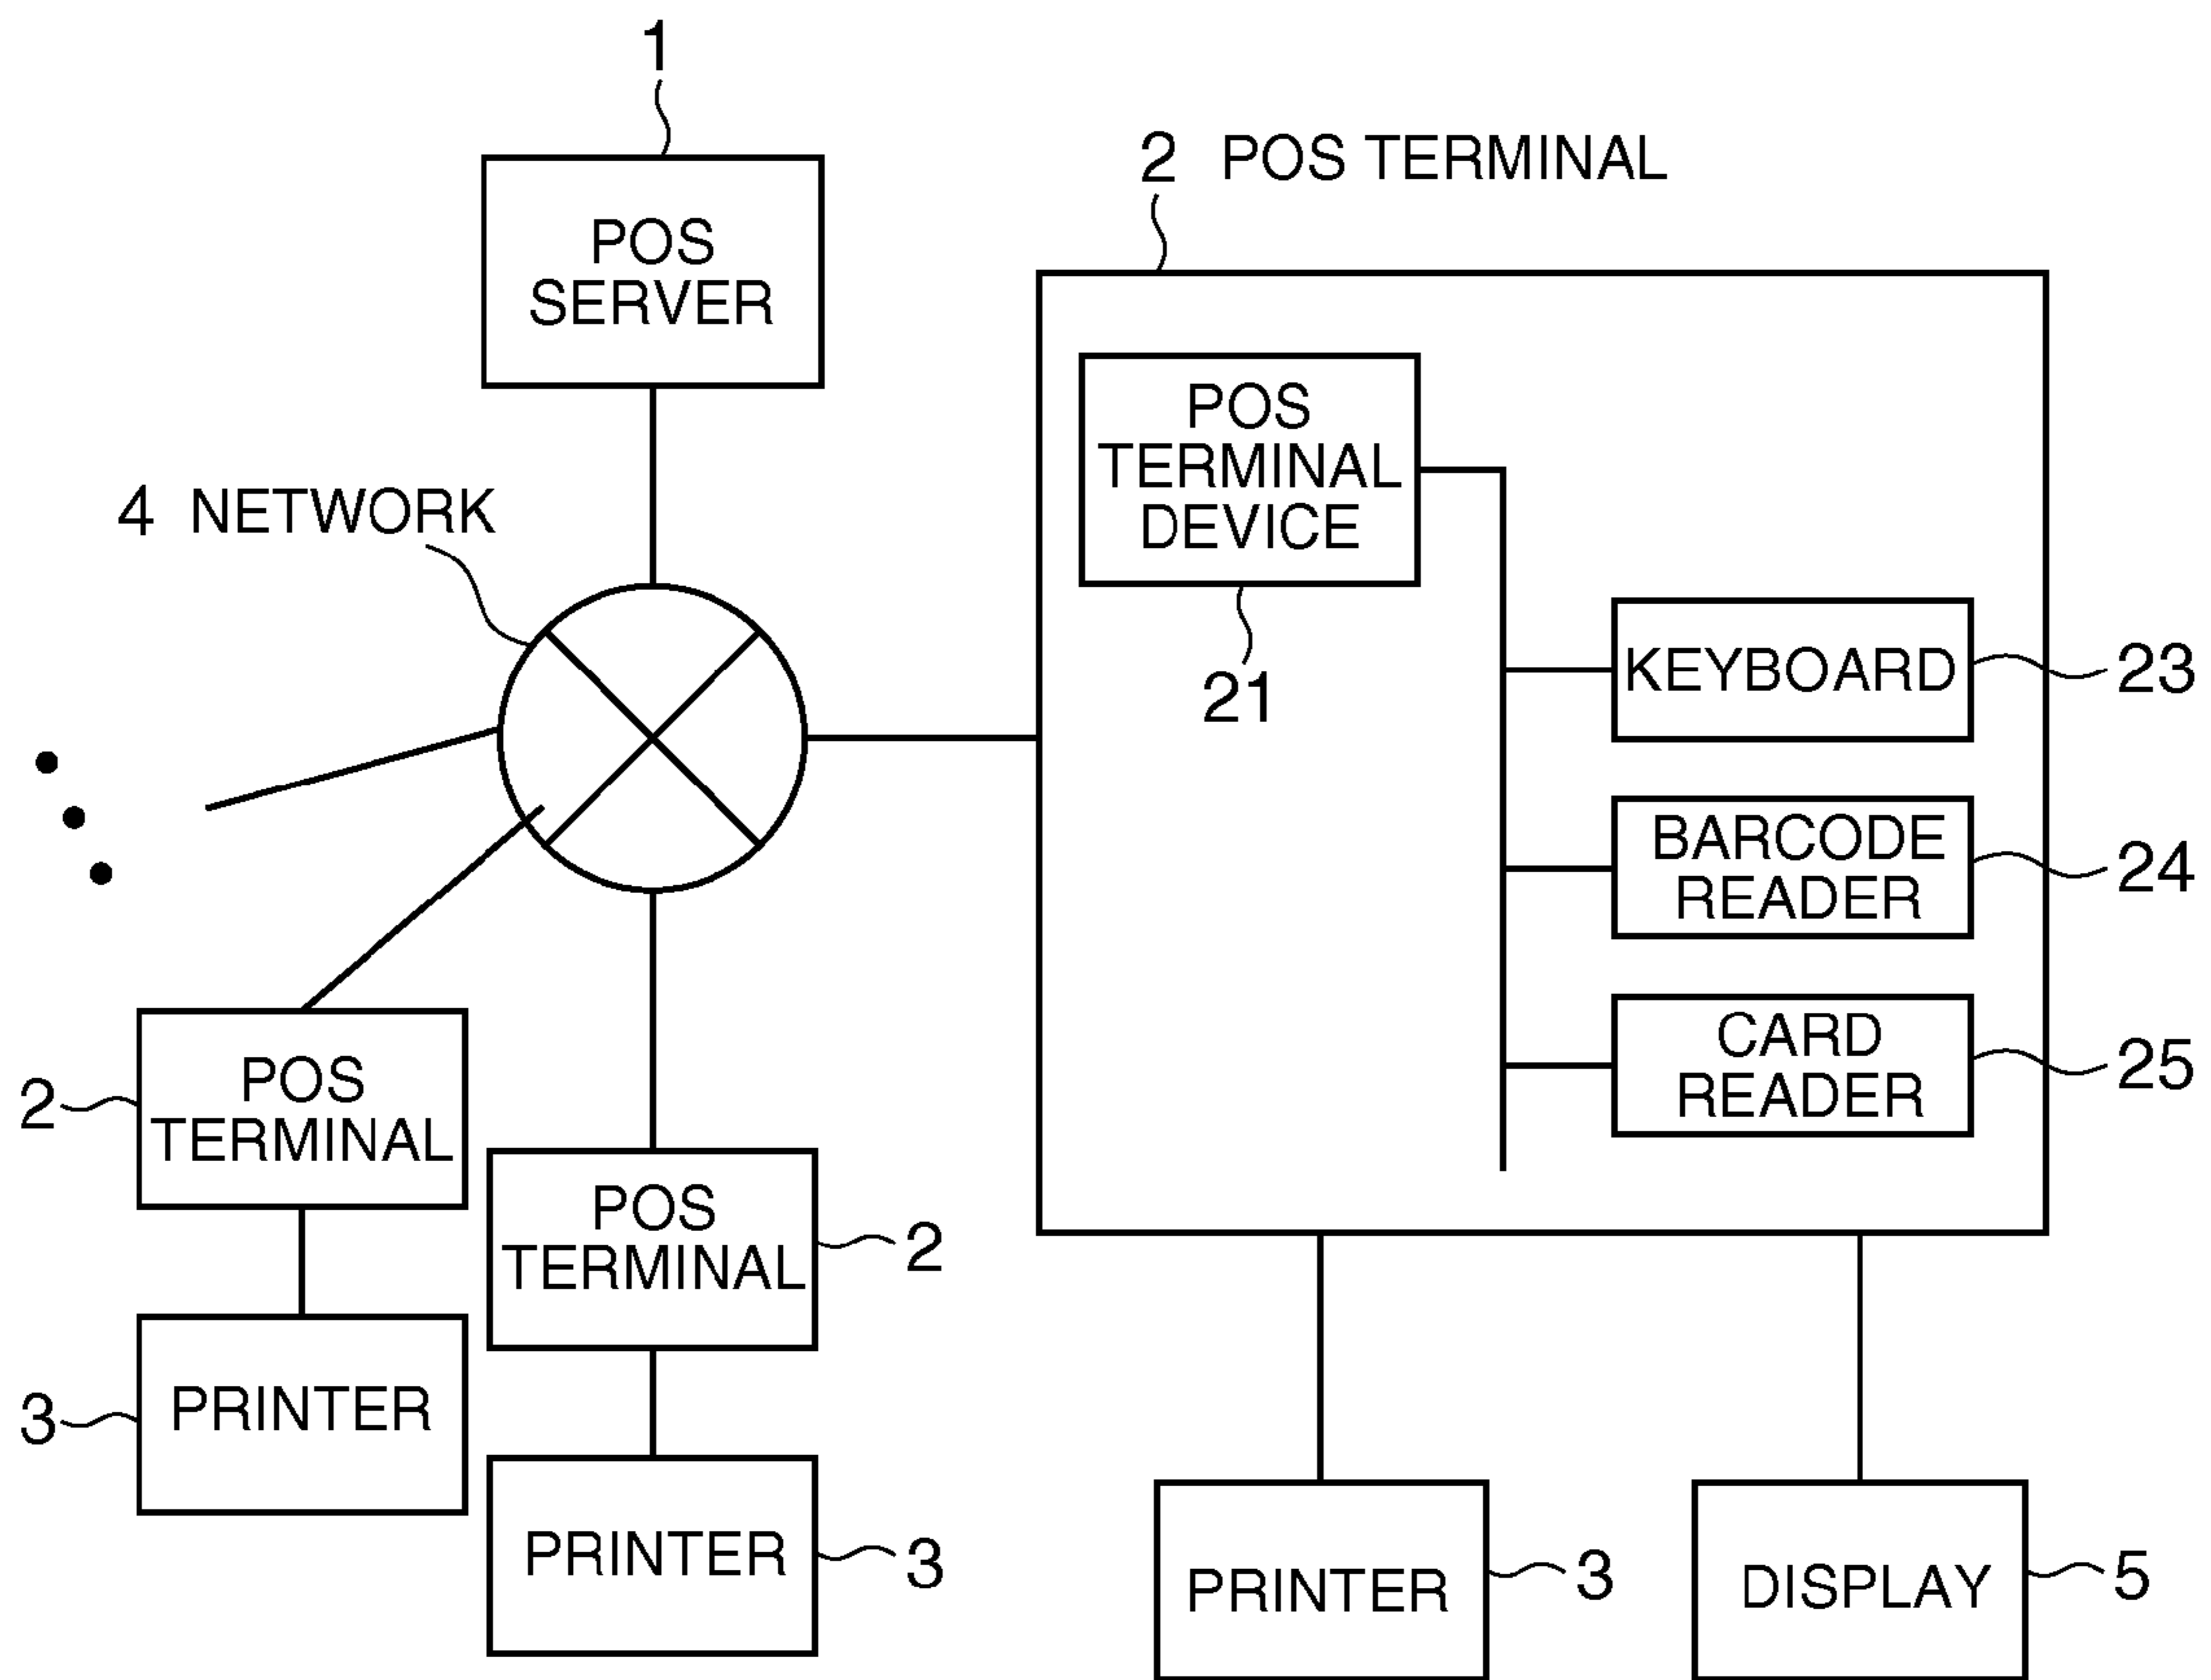 1
POS
SERVER
2 POS TERMINAL
POS
TERMINAL
DEVICE
21
4 NETWORK
KEYBOARD
23
BARCODE
READER
24
CARD
READER
25
2
POS
TERMINAL
POS
TERMINAL
2
3
PRINTER
PRINTER
3
PRINTER
3
DISPLAY
5